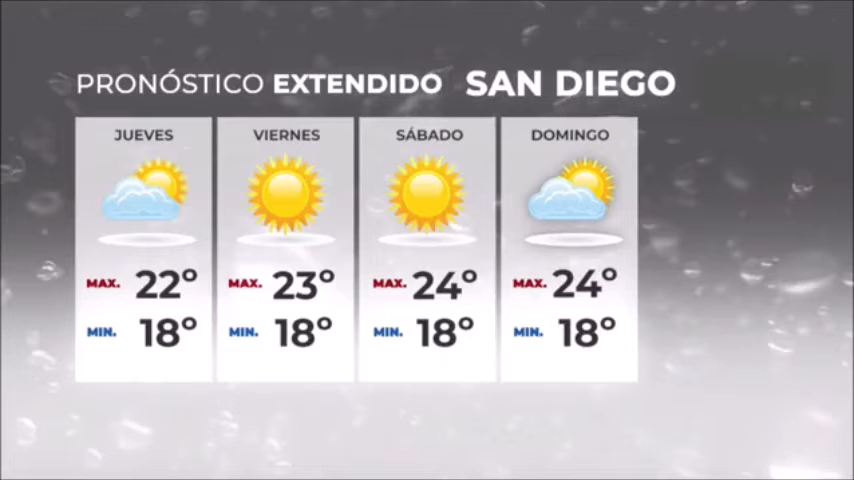 PRONÓSTICO EXTENDIDO SAN DIEGO
JUEVES VIERNES SÁBADO DOMINGO
MAX. 22° MAX. 23° MAX. 24° MAX. 24°
MIN. 18° MIN. 18° MIN. 18° MIN. 18°